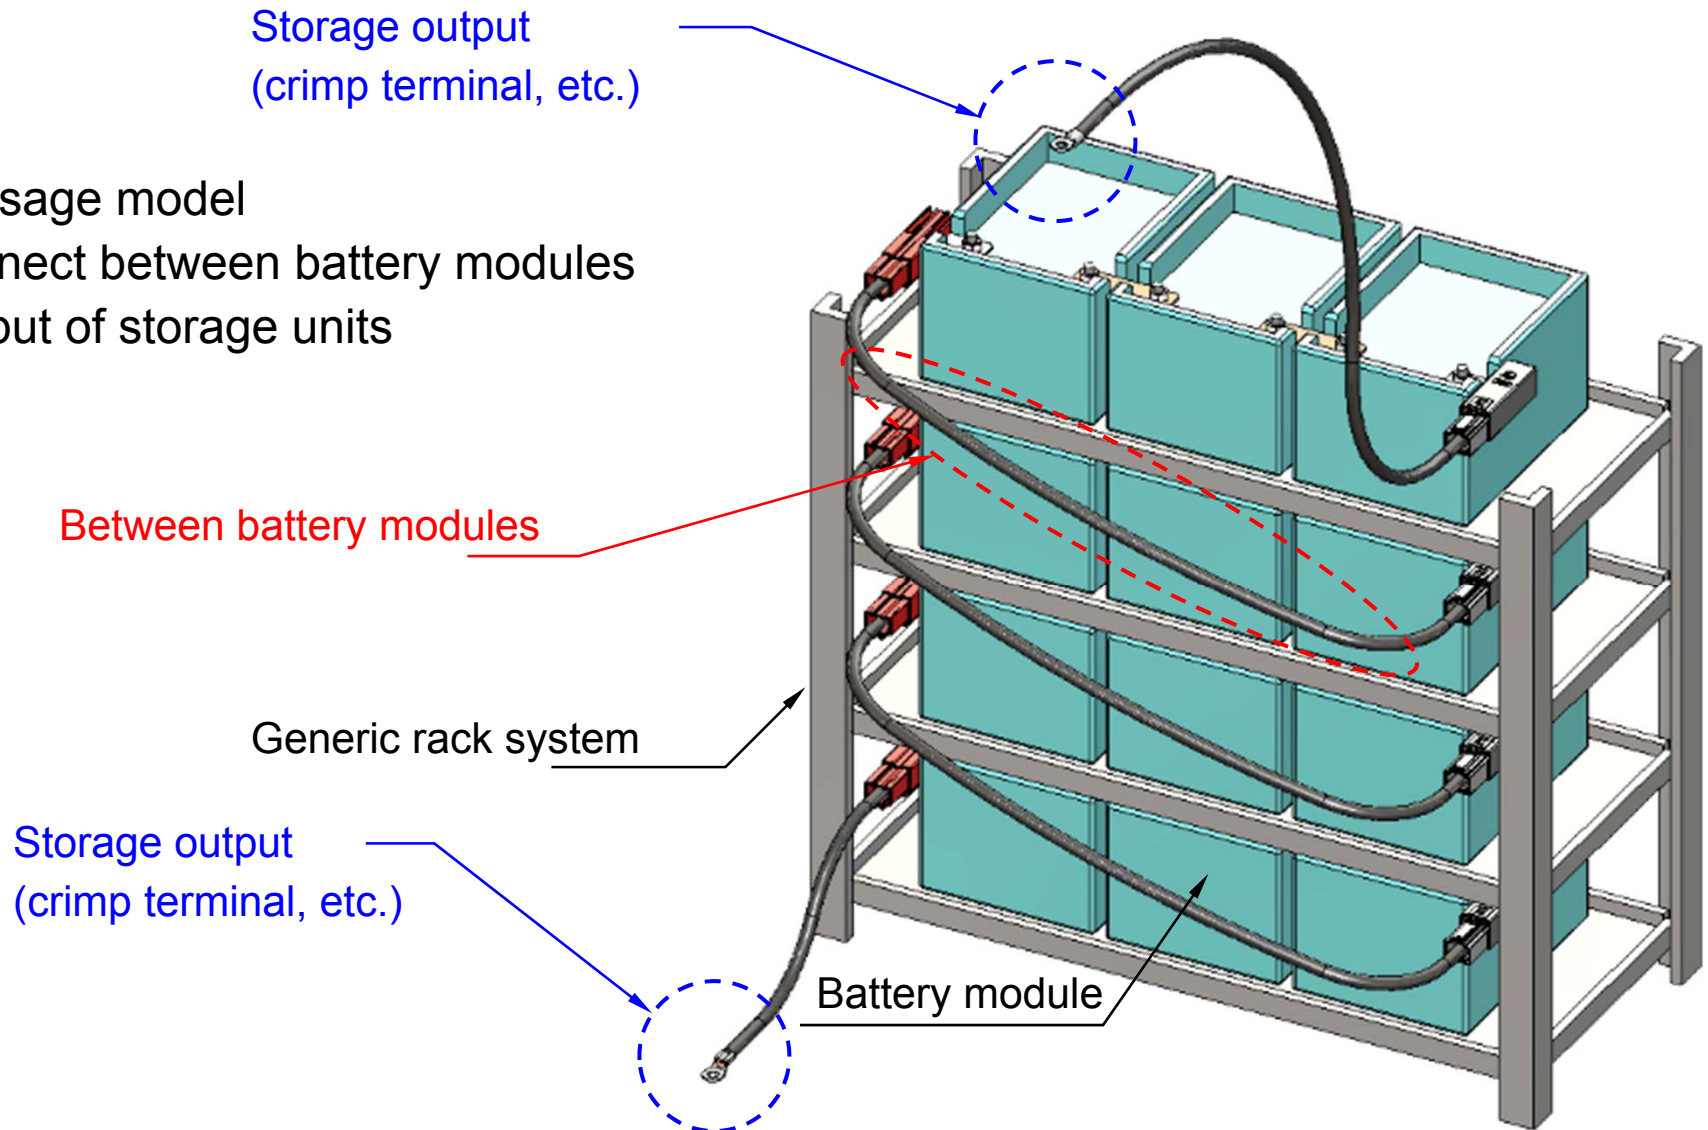 Storage output
(crimp terminal, etc.)
sage model
nect between battery modules
out of storage units
Between battery modules
Generic rack system
Storage output
(crimp terminal, etc.)
Battery module